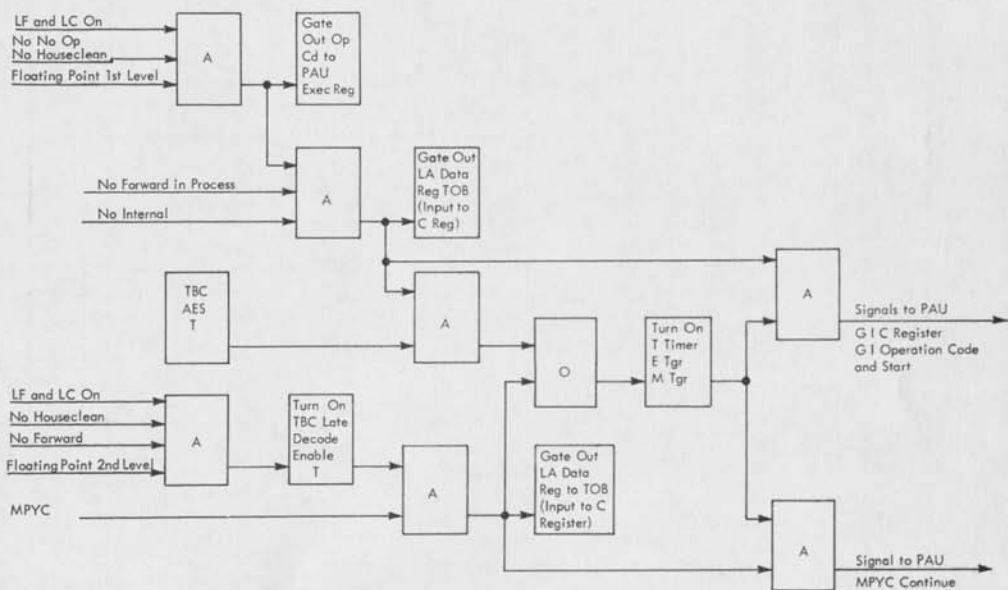 LF and LC On
No No Op
No Houseclean
Floating Point 1st Level
A
Gate
Out Op
Cd to
PAU
Exec Reg
No Forward in Process
No Internal
A
Gate Out
LA Data
Reg TOB
(Input to
C Reg)
TBC
AES
T
A
A
Signals to PAU
G I C Register
G I Operation Code
and Start
O
Turn On
T Timer
E Tgr
M Tgr
LF and LC On
No Houseclean
No Forward
Floating Point 2nd Level
A
Turn On
TBC Late
Decode
Enable
T
MPYC
A
Gate Out
LA Data
Reg to TOB
(Input to C
Register)
A
Signal to PAU
MPYC Continue